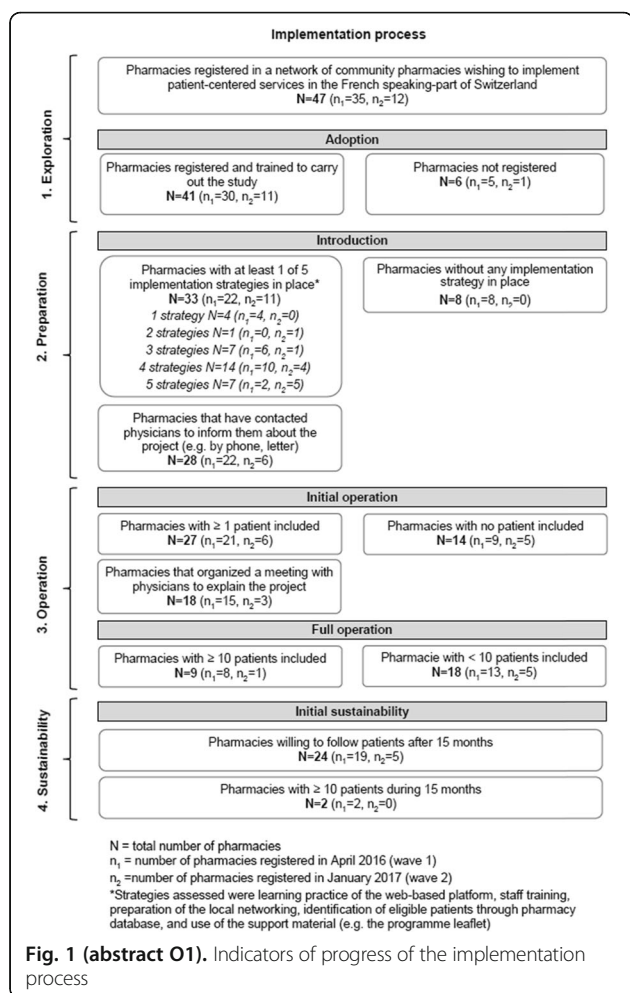 Implementation process
1. Exploration
Pharmacies registered in a network of community pharmacies wishing to implement
patient-centered services in the French speaking-part of Switzerland
N=47 (n₁=35, n₂=12)
Adoption
Pharmacies registered and trained to carry
out the study
N=41 (n₁=30, n₂=11)
Pharmacies not registered
N=6 (n₁=5, n₂=1)
2. Preparation
Introduction
Pharmacies with at least 1 of 5
implementation strategies in place*
N=33 (n₁=22, n₂=11)
1 strategy N=4 (n₁=4, n₂=0)
2 strategies N=1 (n₁=0, n₂=1)
3 strategies N=7 (n₁=6, n₂=1)
4 strategies N=14 (n₁=10, n₂=4)
5 strategies N=7 (n₁=2, n₂=5)
Pharmacies without any implementation
strategy in place
N=8 (n₁=8, n₂=0)
Pharmacies that have contacted
physicians to inform them about the
project (e.g. by phone, letter)
N=28 (n₁=22, n₂=6)
3. Operation
Initial operation
Pharmacies with ≥ 1 patient included
N=27 (n₁=21, n₂=6)
Pharmacies with no patient included
N=14 (n₁=9, n₂=5)
Pharmacies that organized a meeting with
physicians to explain the project
N=18 (n₁=15, n₂=3)
Full operation
Pharmacies with ≥ 10 patients included
N=9 (n₁=8, n₂=1)
Pharmacie with < 10 patients included
N=18 (n₁=13, n₂=5)
4. Sustainability
Initial sustainability
Pharmacies willing to follow patients after 15 months
N=24 (n₁=19, n₂=5)
Pharmacies with ≥ 10 patients during 15 months
N=2 (n₁=2, n₂=0)
N = total number of pharmacies
n₁ = number of pharmacies registered in April 2016 (wave 1)
n₂ =number of pharmacies registered in January 2017 (wave 2)
*Strategies assessed were learning practice of the web-based platform, staff training,
preparation of the local networking, identification of eligible patients through pharmacy
database, and use of the support material (e.g. the programme leaflet)
Fig. 1 (abstract O1). Indicators of progress of the implementation
process